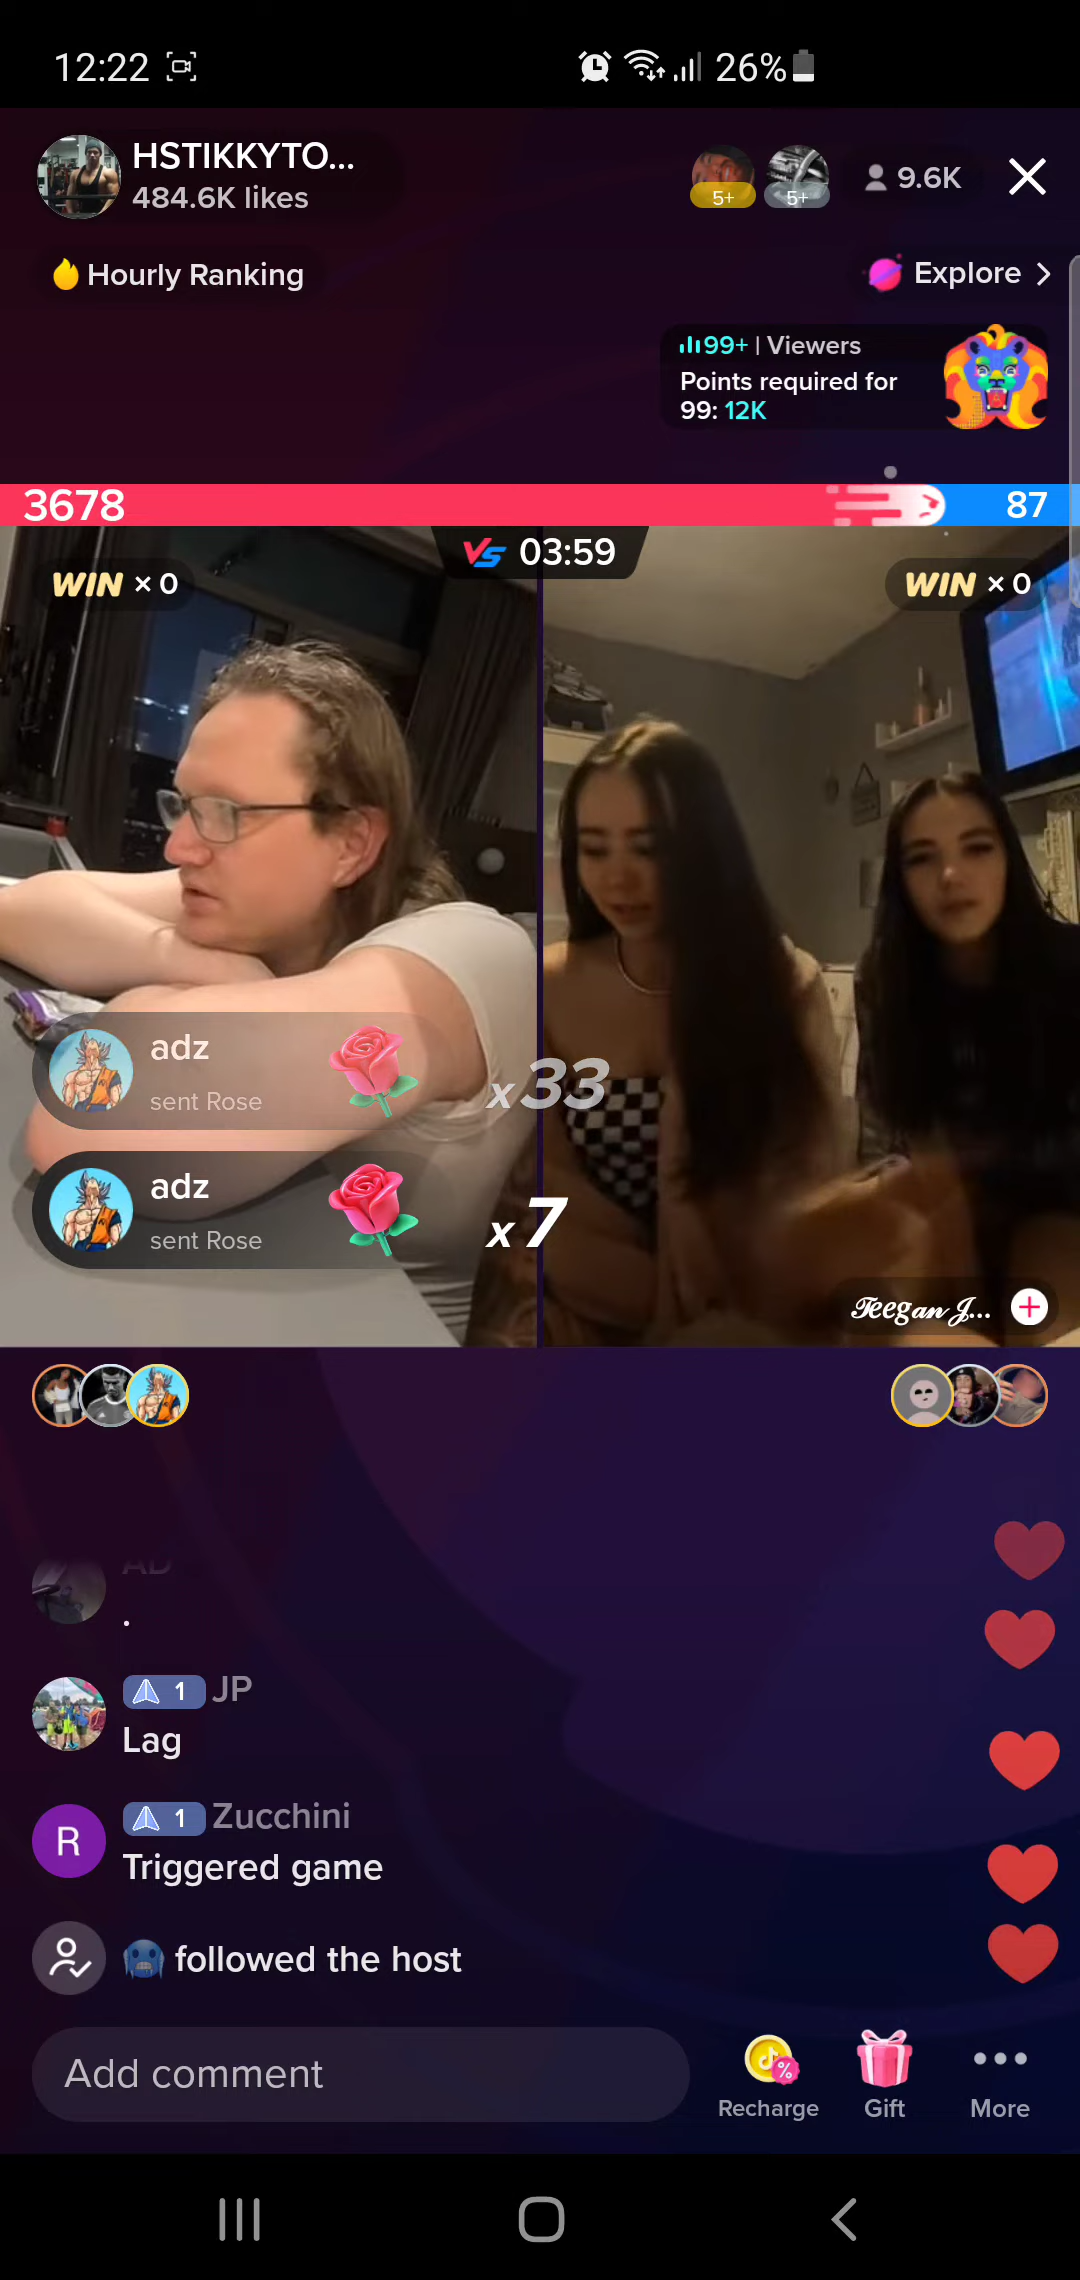 12:22
26%
HSTIKKYTO...
484.6K likes
5+
5+
9.6K
Hourly Ranking
Explore >
99+ | Viewers
Points required for
99: 12K
3678
87
VS 03:59
WIN × 0
WIN × 0
adz
sent Rose
x33
adz
sent Rose
x7
Teegan J...
AD
.
1 JP
Lag
R
1 Zucchini
Triggered game
followed the host
Add comment
Recharge
Gift
More